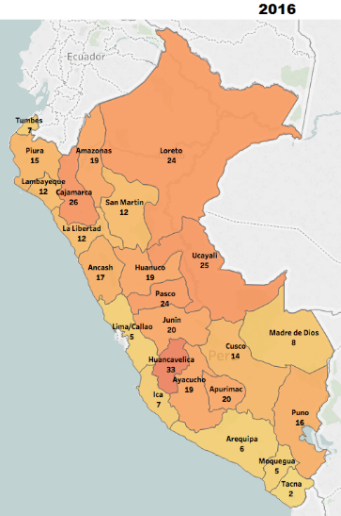 2016
Ecuador
Tumbes
7
Piura
15
Amazonas
19
Loreto
24
Lambayeque
12
Cajamarca
26
San Martin
12
La Libertad
12
Ucayali
25
Ancash
17
Huanuco
19
Pasco
24
Lima/Callao
5
Junin
20
Madre de Dios
8
Cusco
14
Huancavelica
33
Ayacucho
19
Apurimac
20
Ica
7
Puno
16
Arequipa
6
Moquegua
5
Tacna
2